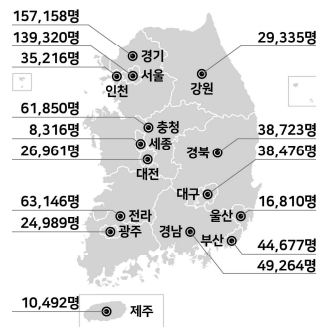 157,158명
139,320명
35,216명
경기
서울
인천
29,335명
강원
61,850명
8,316명
26,961명
충청
세종
대전
38,723명
38,476명
경북
대구
63,146명
24,989명
전라
광주
16,810명
울산
경남
부산
44,677명
49,264명
10,492명
제주